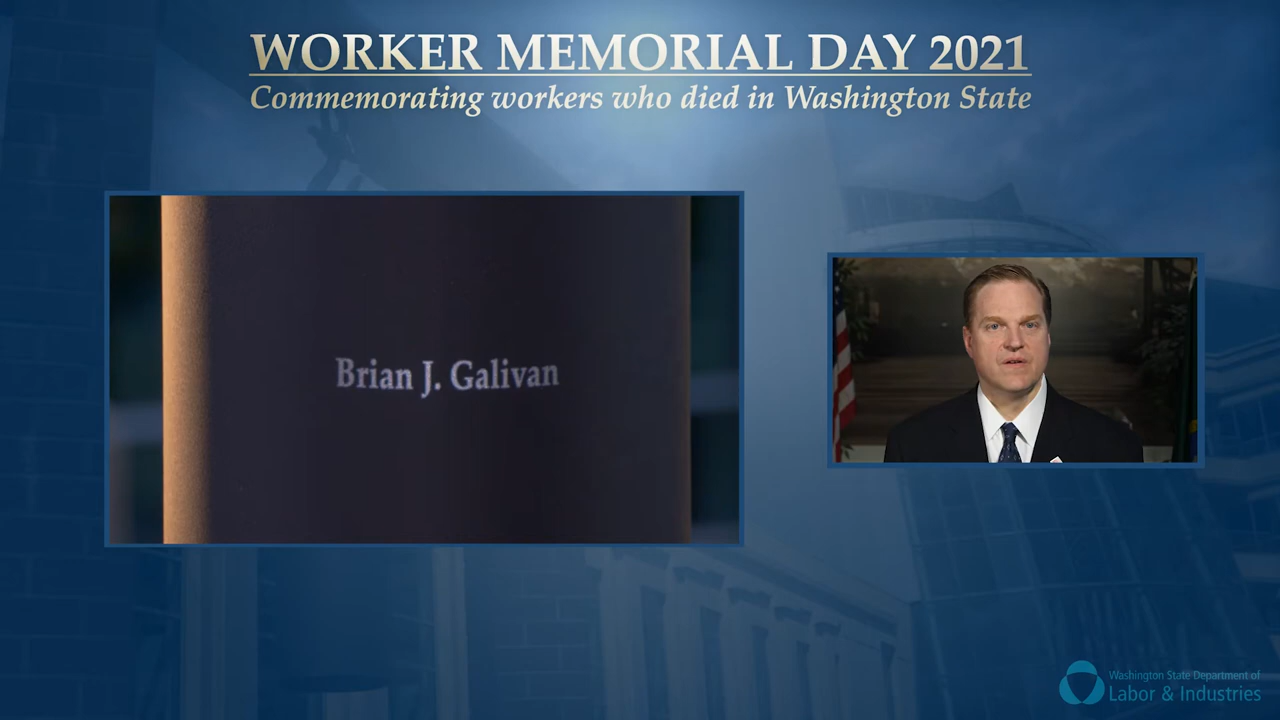 WORKER MEMORIAL DAY 2021
Commemorating workers who died in Washington State
Brian J. Galivan
Washington State Department of
Labor & Industries